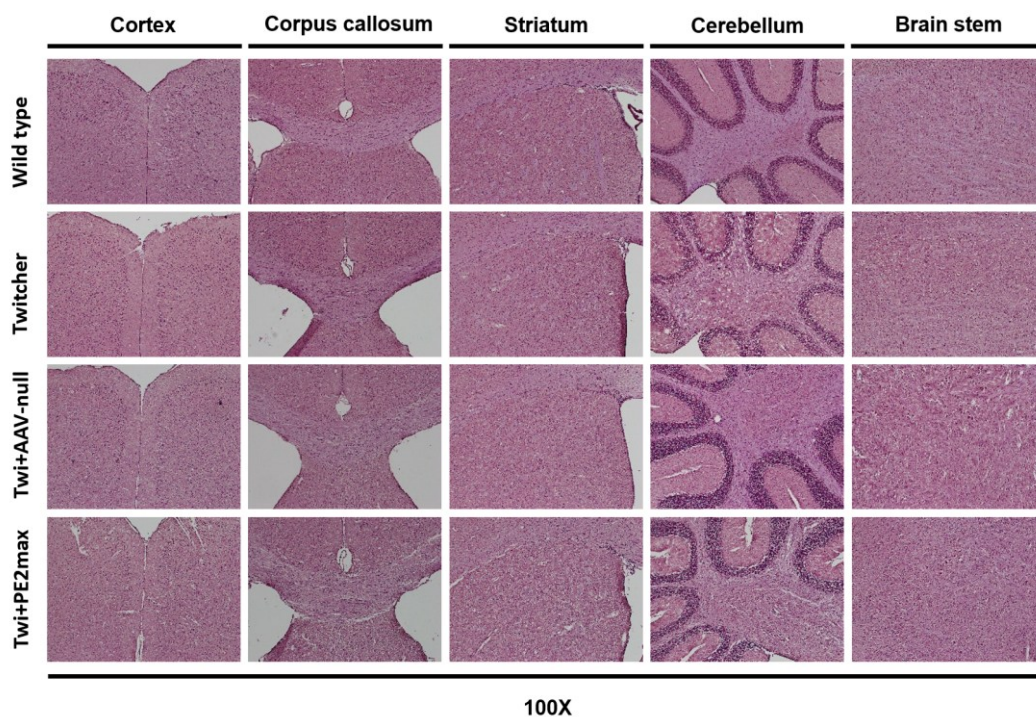 Cortex
Corpus callosum
Striatum
Cerebellum
Brain stem
Wild type
Twitcher
Twi+AAV-null
Twi+PE2max
100X